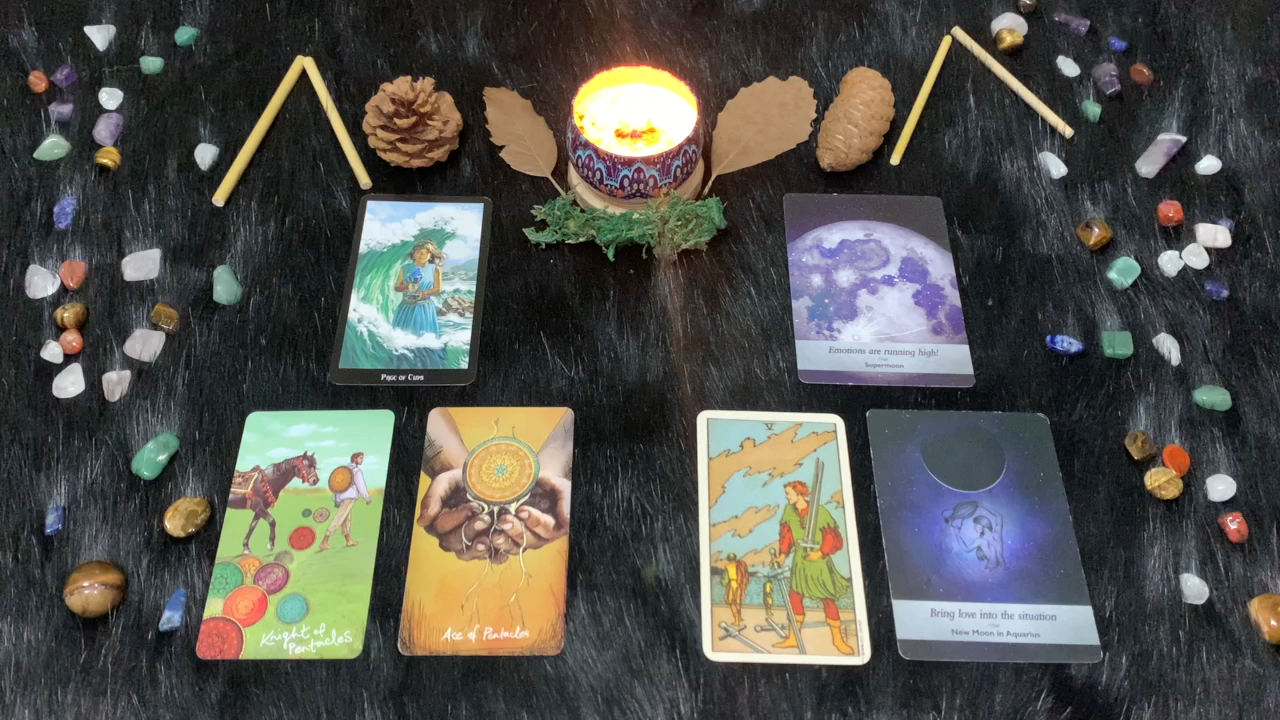 Page of Cups
Emotions are running high!
Supermoon
Knight of
Pentacles
Ace of Pentacles
V
Bring love into the situation
New Moon in Aquarius